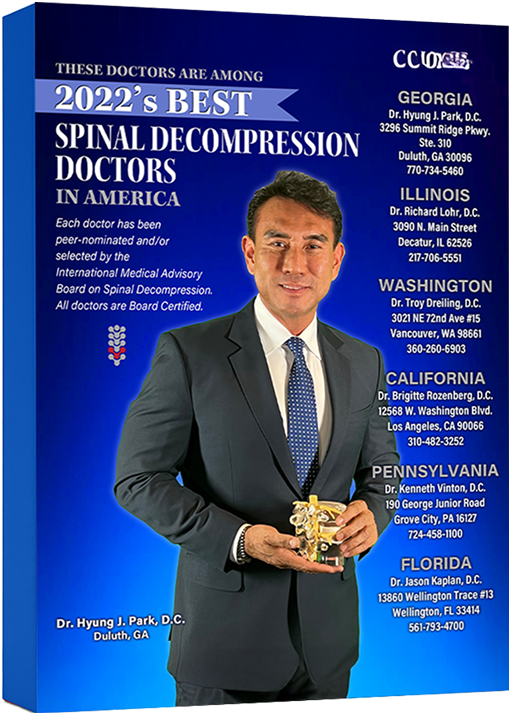 THESE DOCTORS ARE AMONG
2022's BEST
SPINAL DECOMPRESSION
DOCTORS
IN AMERICA
Each doctor has been
peer-nominated and/or
selected by the
International Medical Advisory
Board on Spinal Decompression.
All doctors are Board Certified.
Dr. Hyung J. Park, D.C.
Duluth, GA
GEORGIA
Dr. Hyung J. Park, D.C.
3296 Summit Ridge Pkwy.
Ste. 310
Duluth, GA 30096
770-734-5460
ILLINOIS
Dr. Richard Lohr, D.C.
3090 N. Main Street
Decatur, IL 62526
217-706-5551
WASHINGTON
Dr. Troy Dreiling, D.C.
3021 NE 72nd Ave #15
Vancouver, WA 98661
360-260-6903
CALIFORNIA
Dr. Brigitte Rozenberg, D.C.
12568 W. Washington Blvd.
Los Angeles, CA 90066
310-482-3252
PENNSYLVANIA
Dr. Kenneth Vinton, D.C.
190 George Junior Road
Grove City, PA 16127
724-458-1100
FLORIDA
Dr. Jason Kaplan, D.C.
13860 Wellington Trace #13
Wellington, FL 33414
561-793-4700